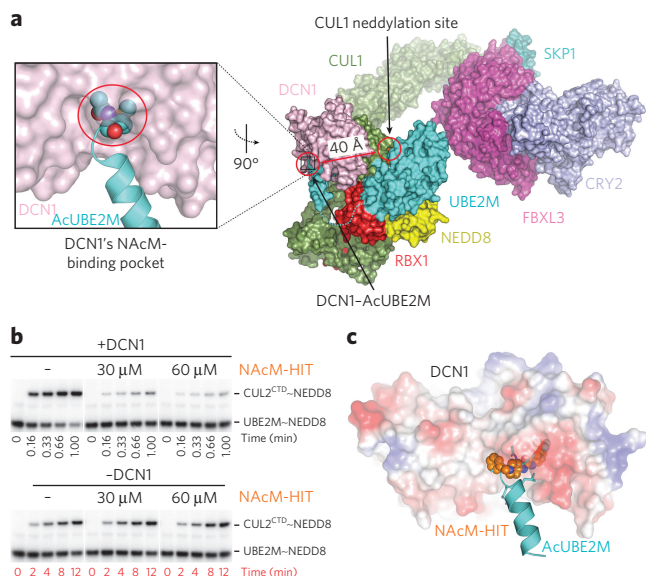 a
CUL1 neddylation site
SKP1
CUL1
DCN1
40 Å
90°
UBE2M
CRY2
FBXL3
NEDD8
RBX1
DCN1–AcUBE2M
DCN1
AcUBE2M
DCN1's NAcM-
binding pocket
b
+DCN1
– 30 μM 60 μM NAcM-HIT
CUL2CTD~NEDD8
UBE2M~NEDD8
0 0.16 0.33 0.66 1.00 0 0.16 0.33 0.66 1.00 0 0.16 0.33 0.66 1.00 Time (min)
–DCN1
– 30 μM 60 μM NAcM-HIT
CUL2CTD~NEDD8
UBE2M~NEDD8
0 2 4 8 12 0 2 4 8 12 0 2 4 8 12 Time (min)
c
DCN1
NAcM-HIT
AcUBE2M